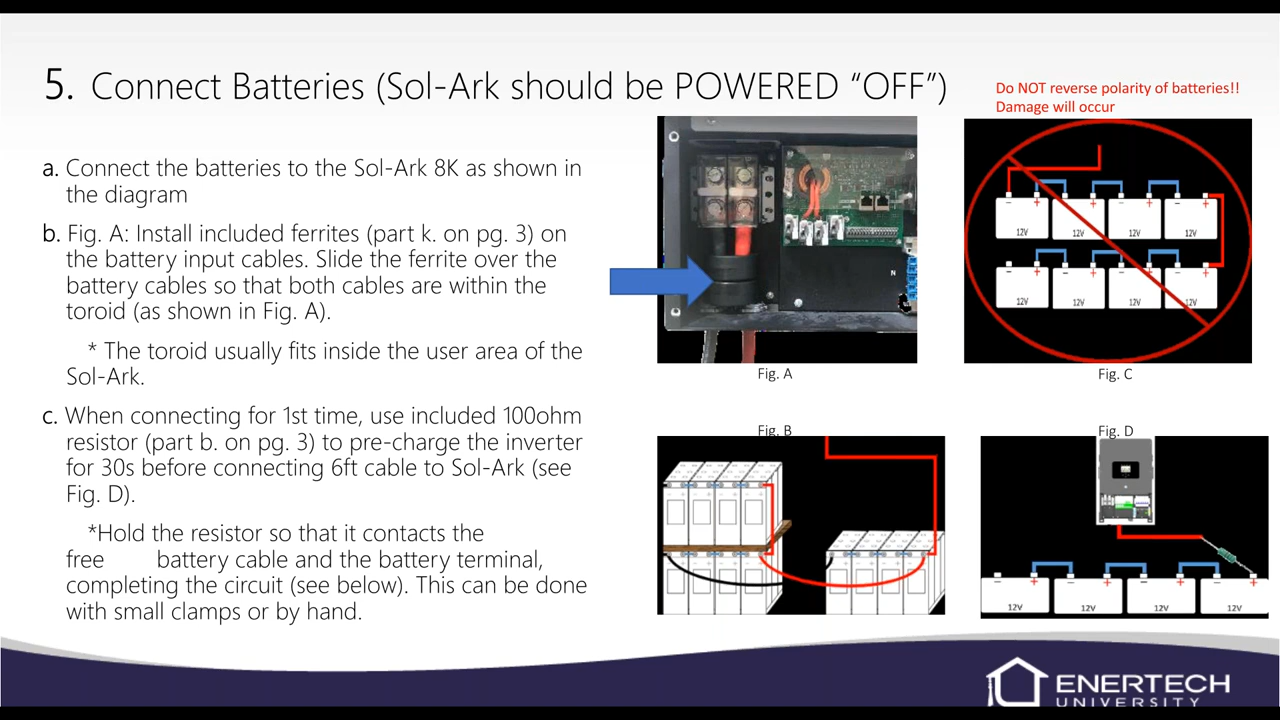 5. Connect Batteries (Sol-Ark should be POWERED “OFF”)
Do NOT reverse polarity of batteries!!
Damage will occur
a. Connect the batteries to the Sol-Ark 8K as shown in
the diagram
b. Fig. A: Install included ferrites (part k. on pg. 3) on
the battery input cables. Slide the ferrite over the
battery cables so that both cables are within the
toroid (as shown in Fig. A).
* The toroid usually fits inside the user area of the
Sol-Ark.
c. When connecting for 1st time, use included 100ohm
resistor (part b. on pg. 3) to pre-charge the inverter
for 30s before connecting 6ft cable to Sol-Ark (see
Fig. D).
*Hold the resistor so that it contacts the
free battery cable and the battery terminal,
completing the circuit (see below). This can be done
with small clamps or by hand.
N
Fig. A
- + - + - + - +
12V 12V 12V 12V
- + - + - + - +
12V 12V 12V 12V
Fig. C
Fig. B
Fig. D
- + - + - + - +
12V 12V 12V 12V
ENERTECH
UNIVERSITY